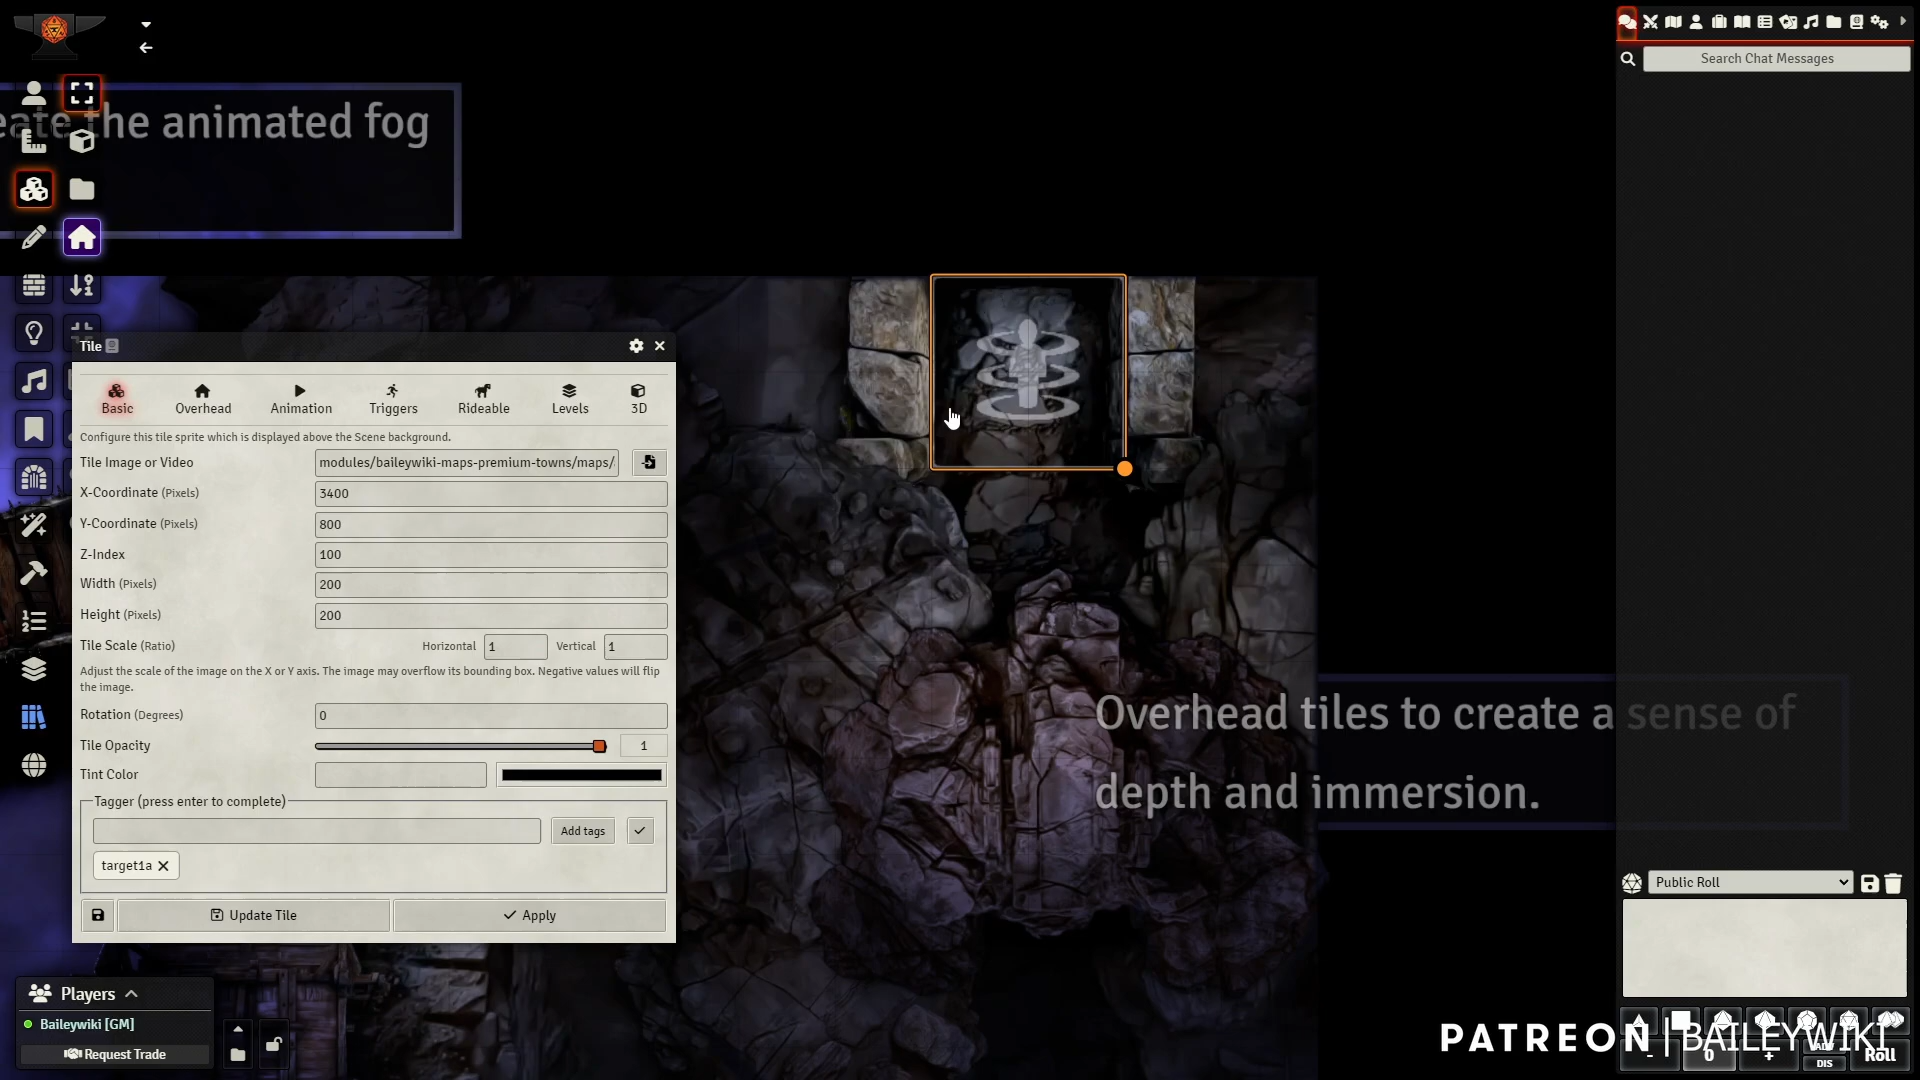 the animated fog
Search Chat Messages
Tile
Basic
Overhead
Animation
Triggers
Rideable
Levels
3D
Configure this tile sprite which is displayed above the Scene background.
Tile Image or Video
modules/baileywiki-maps-premium-towns/maps/
X-Coordinate (Pixels)
3400
Y-Coordinate (Pixels)
800
Z-Index
100
Width (Pixels)
200
Height (Pixels)
200
Tile Scale (Ratio)
Horizontal
1
Vertical
1
Adjust the scale of the image on the X or Y axis. The image may overflow its bounding box. Negative values will flip
the image.
Rotation (Degrees)
0
Tile Opacity
1
Tint Color
Tagger (press enter to complete)
Add tags
target1a
Update Tile
Apply
Overhead tiles to create a sense of
depth and immersion.
Public Roll
Players
Baileywiki [GM]
Request Trade
PATREON | BAILEYWIKI
-
0
+
DIS
Roll